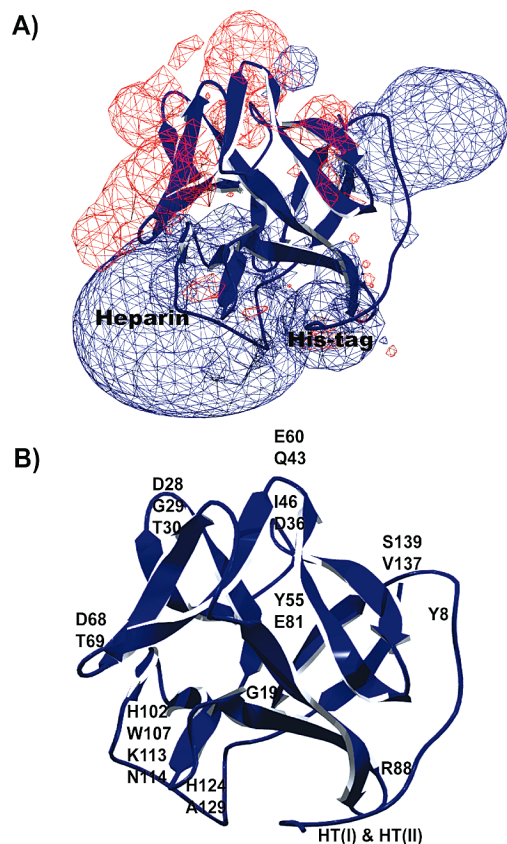 A)
Heparin
His-tag
B)
E60
Q43
D28
G29
T30
I46
D36
S139
V137
Y55
E81
Y8
D68
T69
G19
H102
W107
K113
N114
H124
A129
R88
HT(I) & HT(II)